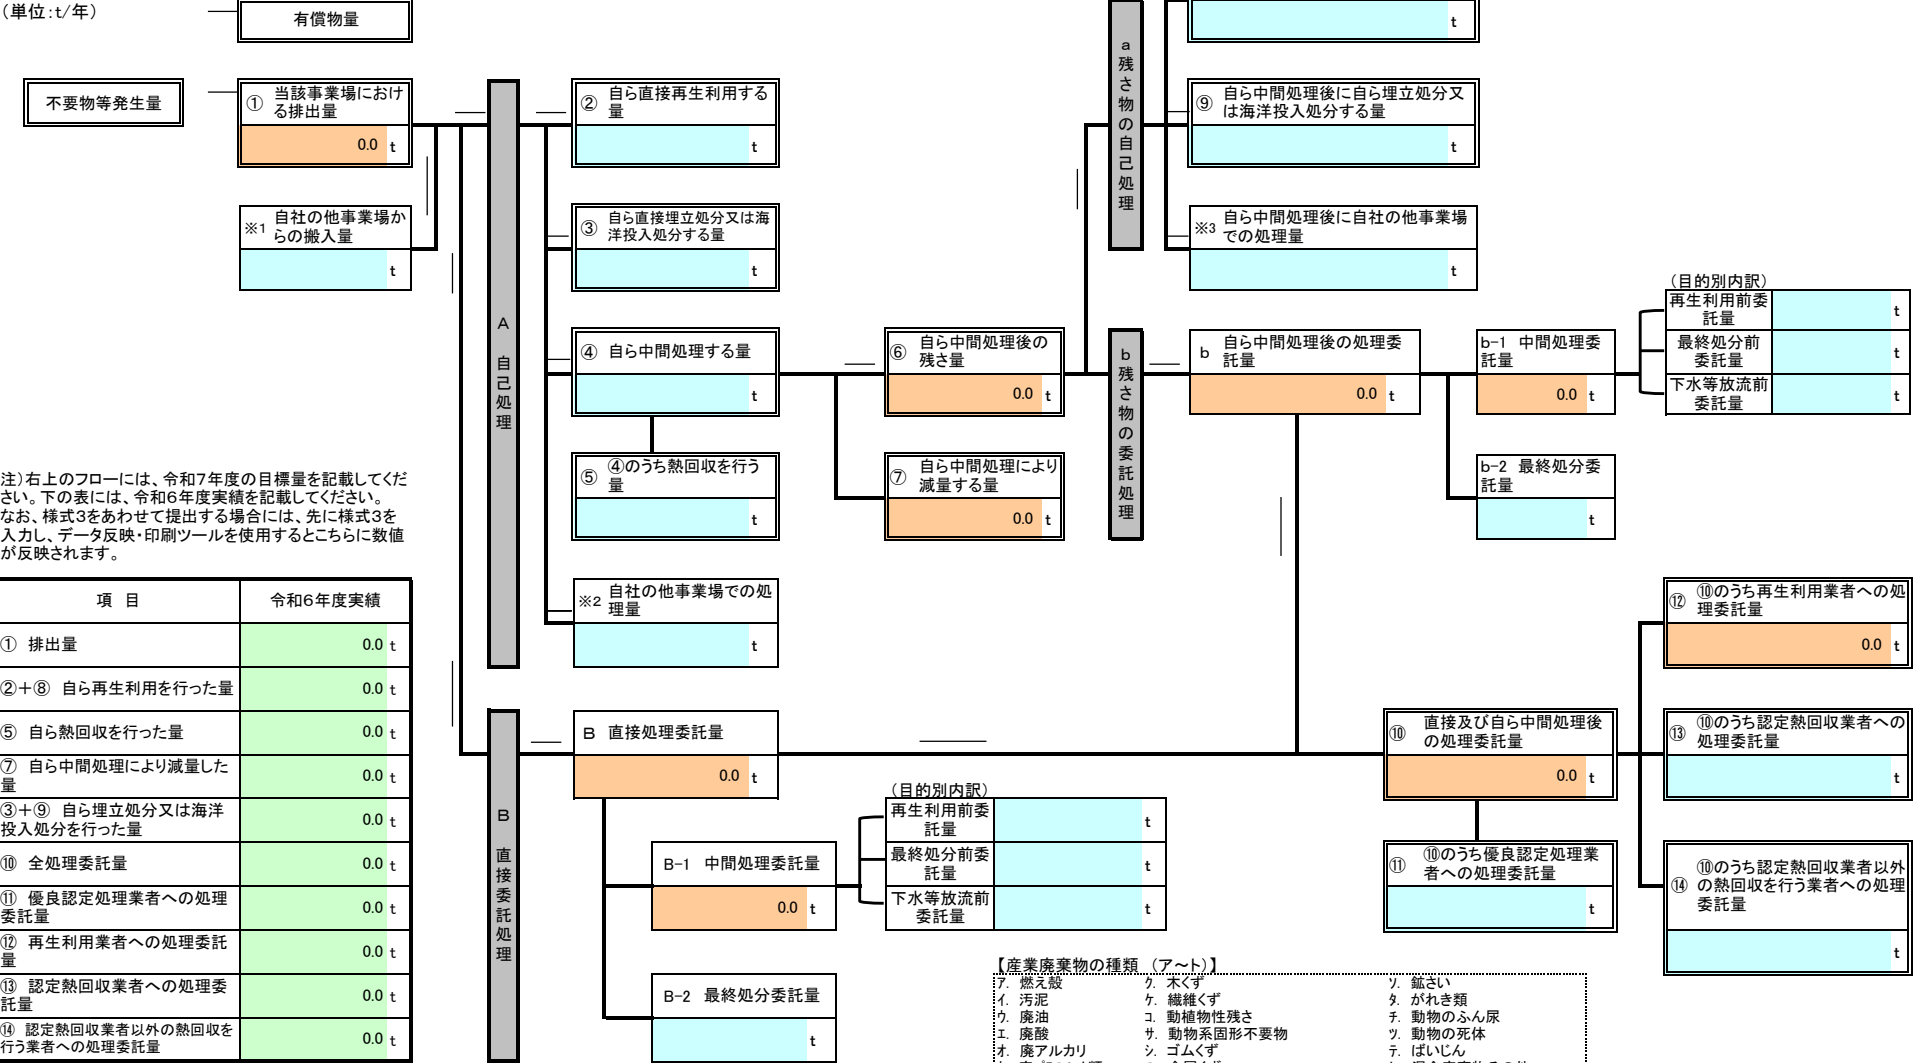 （単位：t/年）
有償物量
t
不要物等発生量
① 当該事業場におけ
る排出量
0.0 t
② 自ら直接再生利用する
量
t
a 残さ物の自己処理
⑨ 自ら中間処理後に自ら埋立処分又
は海洋投入処分する量
t
※1 自社の他事業場か
らの搬入量
t
③ 自ら直接埋立処分又は海
洋投入処分する量
t
※3 自ら中間処理後に自社の他事業場
での処理量
t
A 自己処理
④ 自ら中間処理する量
t
⑥ 自ら中間処理後の
残さ量
0.0 t
b 残さ物の委託処理
b 自ら中間処理後の処理委
託量
0.0 t
b-1 中間処理委
託量
0.0 t
（目的別内訳）
再生利用前委
託量
t
最終処分前
委託量
t
下水等放流前
委託量
t
⑤ ④のうち熱回収を行う
量
t
⑦ 自ら中間処理により
減量する量
0.0 t
b-2 最終処分委
託量
t
注）右上のフローには、令和7年度の目標量を記載してくだ
さい。下の表には、令和6年度実績を記載してください。
なお、様式3をあわせて提出する場合には、先に様式3を
入力し、データ反映・印刷ツールを使用するとこちらに数値
が反映されます。
※2 自社の他事業場での処
理量
t
項 目 令和6年度実績
① 排出量 0.0 t
②＋⑧ 自ら再生利用を行った量 0.0 t
⑤ 自ら熱回収を行った量 0.0 t
⑦ 自ら中間処理により減量した
量 0.0 t
③＋⑨ 自ら埋立処分又は海洋
投入処分を行った量 0.0 t
⑩ 全処理委託量 0.0 t
⑪ 優良認定処理業者への処理
委託量 0.0 t
⑫ 再生利用業者への処理委託
量 0.0 t
⑬ 認定熱回収業者への処理委
託量 0.0 t
⑭ 認定熱回収業者以外の熱回収を
行う業者への処理委託量 0.0 t
B 直接委託処理
B 直接処理委託量
0.0 t
B-1 中間処理委託量
0.0 t
（目的別内訳）
再生利用前委
託量
t
最終処分前委
託量
t
下水等放流前
委託量
t
B-2 最終処分委託量
t
⑩ 直接及び自ら中間処理後
の処理委託量
0.0 t
⑪ ⑩のうち優良認定処理業
者への処理委託量
t
⑫ ⑩のうち再生利用業者への処
理委託量
0.0 t
⑬ ⑩のうち認定熱回収業者への
処理委託量
t
⑭ ⑩のうち認定熱回収業者以外
の熱回収を行う業者への処理
委託量
t
【産業廃棄物の種類 （ア～ト）】
ア. 燃え殻 ク. 木くず ソ. 鉱さい
イ. 汚泥 ケ. 繊維くず タ. がれき類
ウ. 廃油 コ. 動植物性残さ チ. 動物のふん尿
エ. 廃酸 サ. 動物系固形不要物 ツ. 動物の死体
オ. 廃アルカリ シ. ゴムくず テ. ばいじん